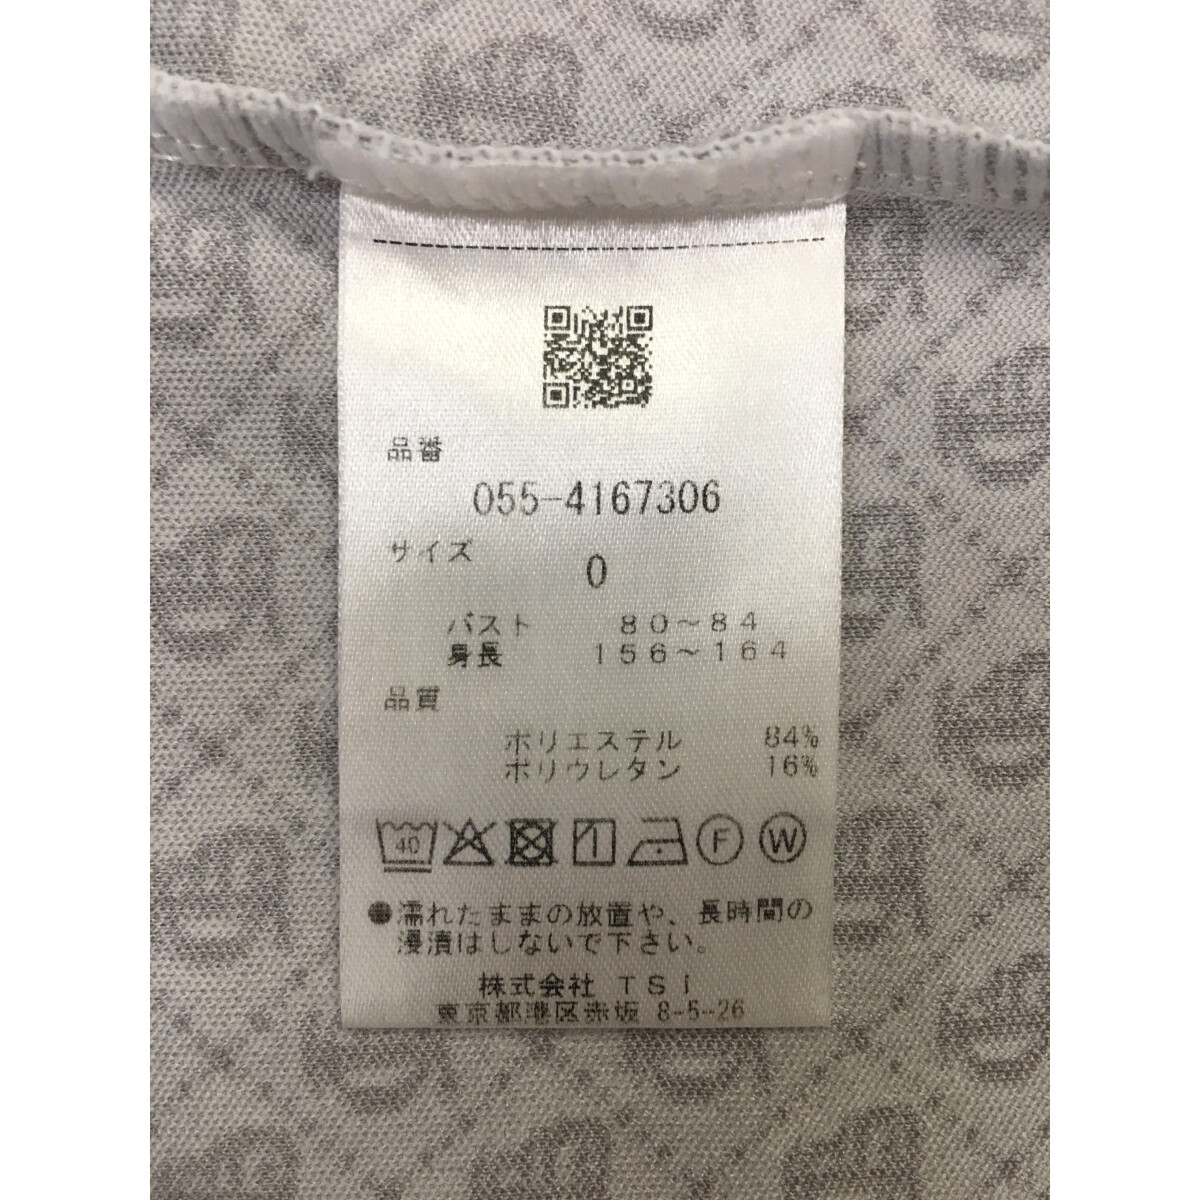 品番
055-4167306
サイズ
0
バスト 80～84
身長 156～164
品質
ポリエステル 84%
ポリウレタン 16%
40 F W
●濡れたままの放置や、長時間の
浸漬はしないで下さい。
株式会社 TSI
東京都港区赤坂 8-5-26